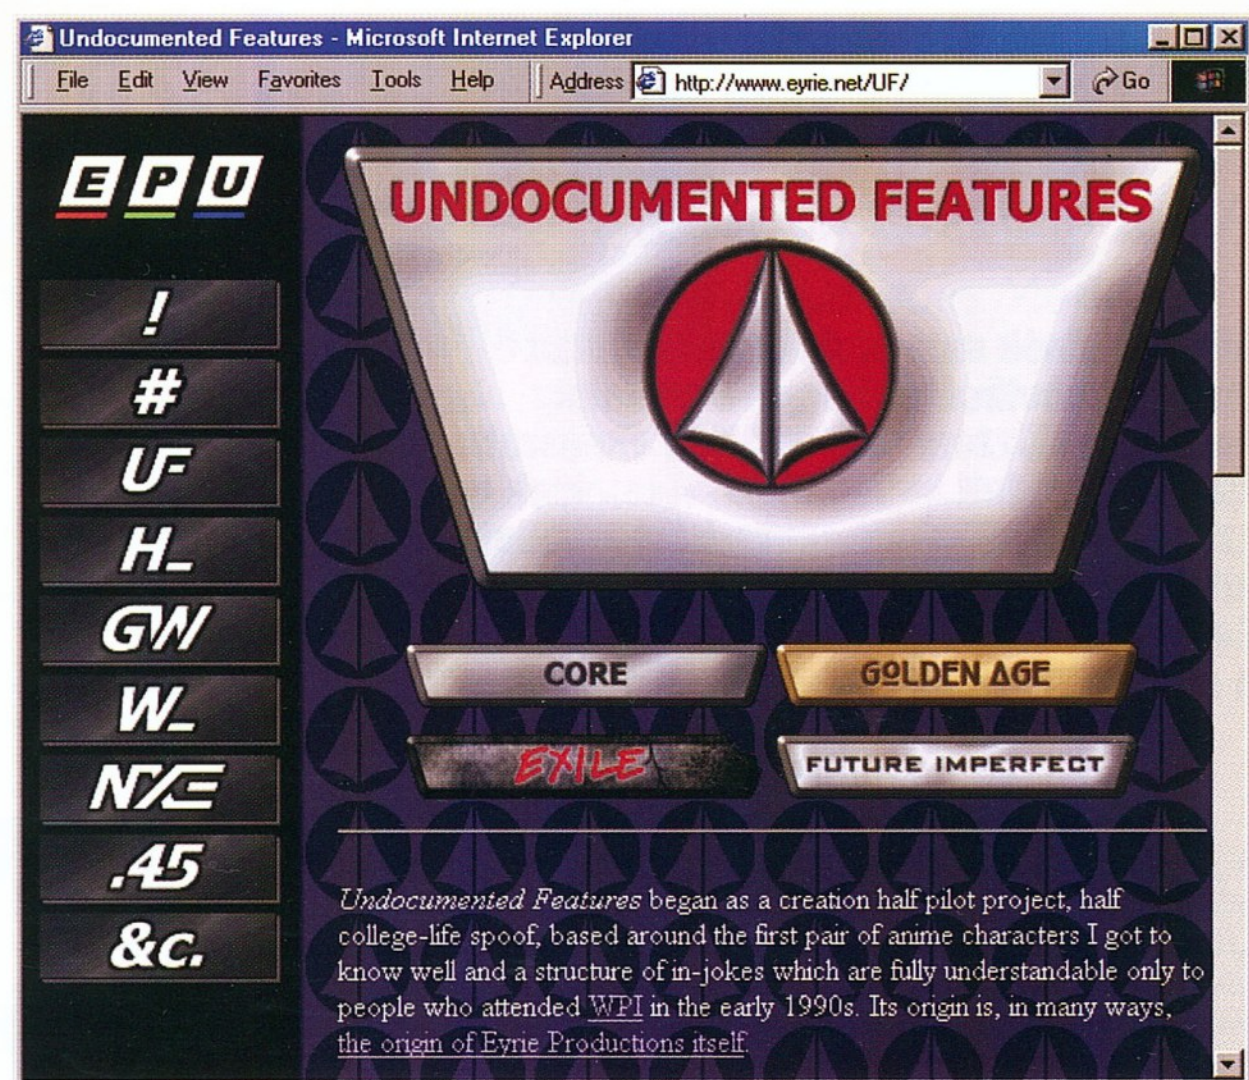 Undocumented Features - Microsoft Internet Explorer
File Edit View Favorites Tools Help Address http://www.eyrie.net/UF/ Go
EPU
!
#
UF
H_
GW
W_
NXE
.45
&c.
UNDOCUMENTED FEATURES
CORE
GOLDEN AGE
EXILE
FUTURE IMPERFECT
Undocumented Features began as a creation half pilot project, half
college-life spoof, based around the first pair of anime characters I got to
know well and a structure of in-jokes which are fully understandable only to
people who attended WPI in the early 1990s. Its origin is, in many ways,
the origin of Eyrie Productions itself.